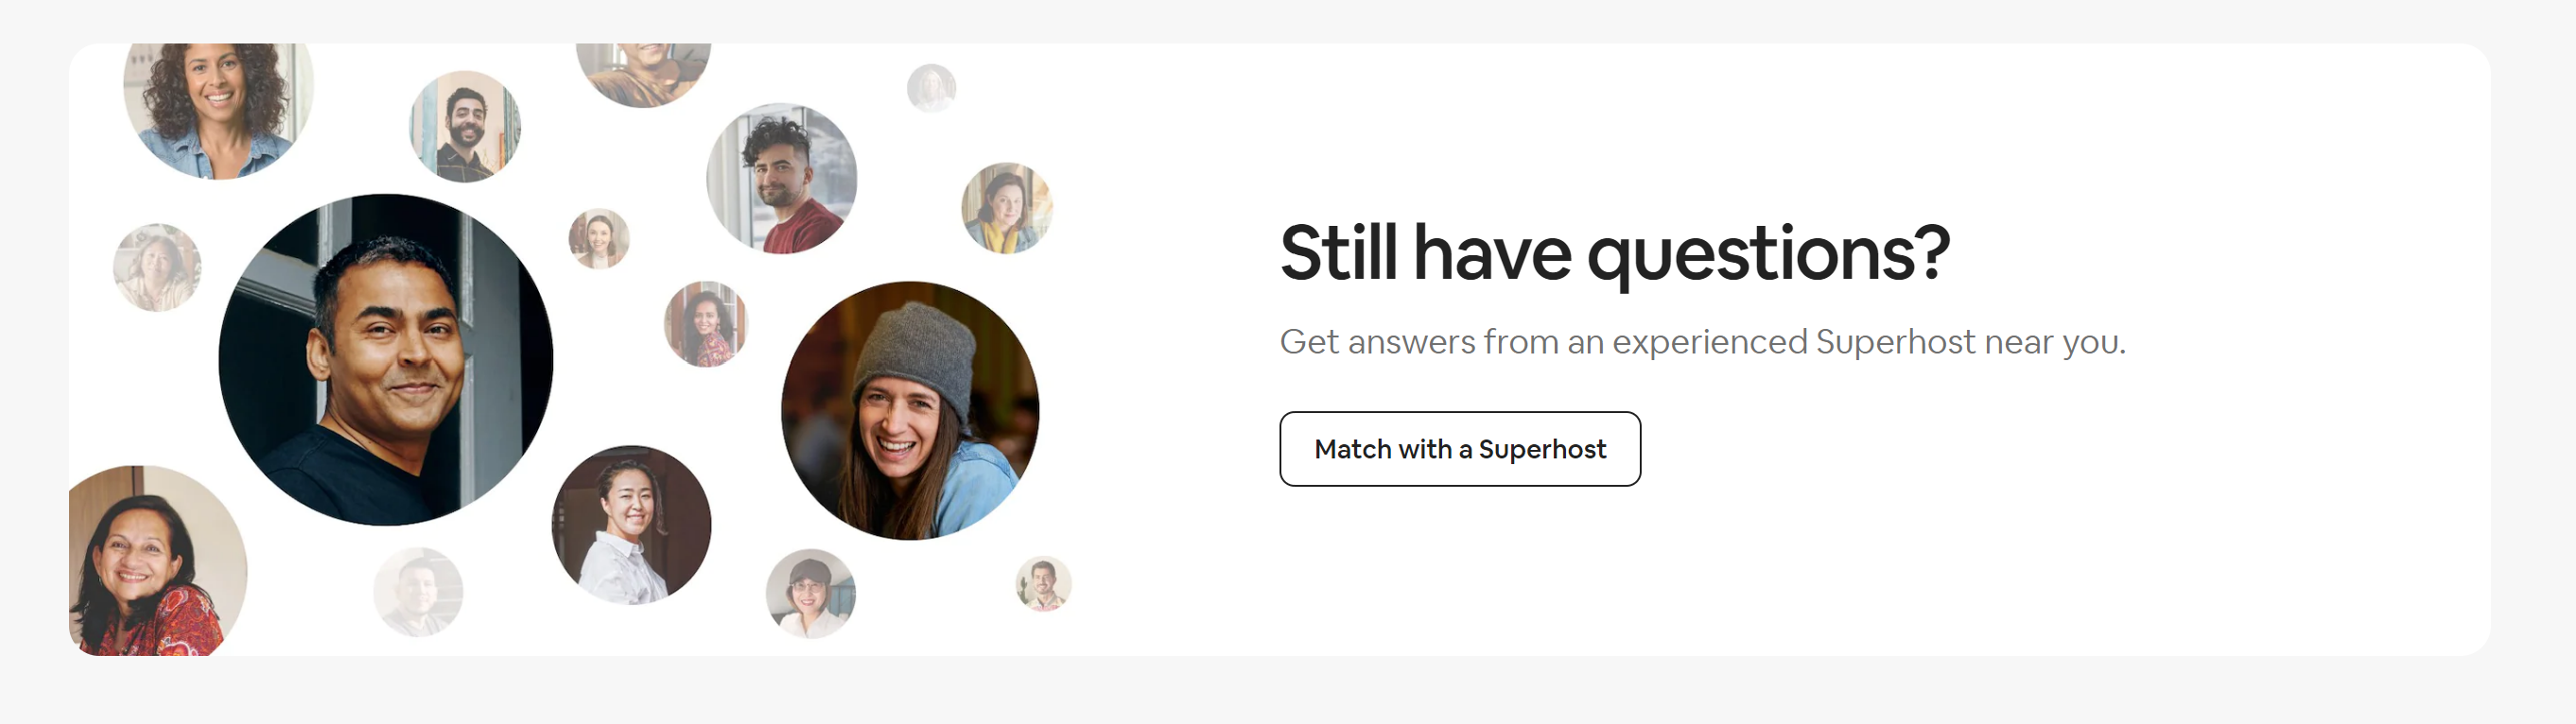 Still have questions?
Get answers from an experienced Superhost near you.
Match with a Superhost